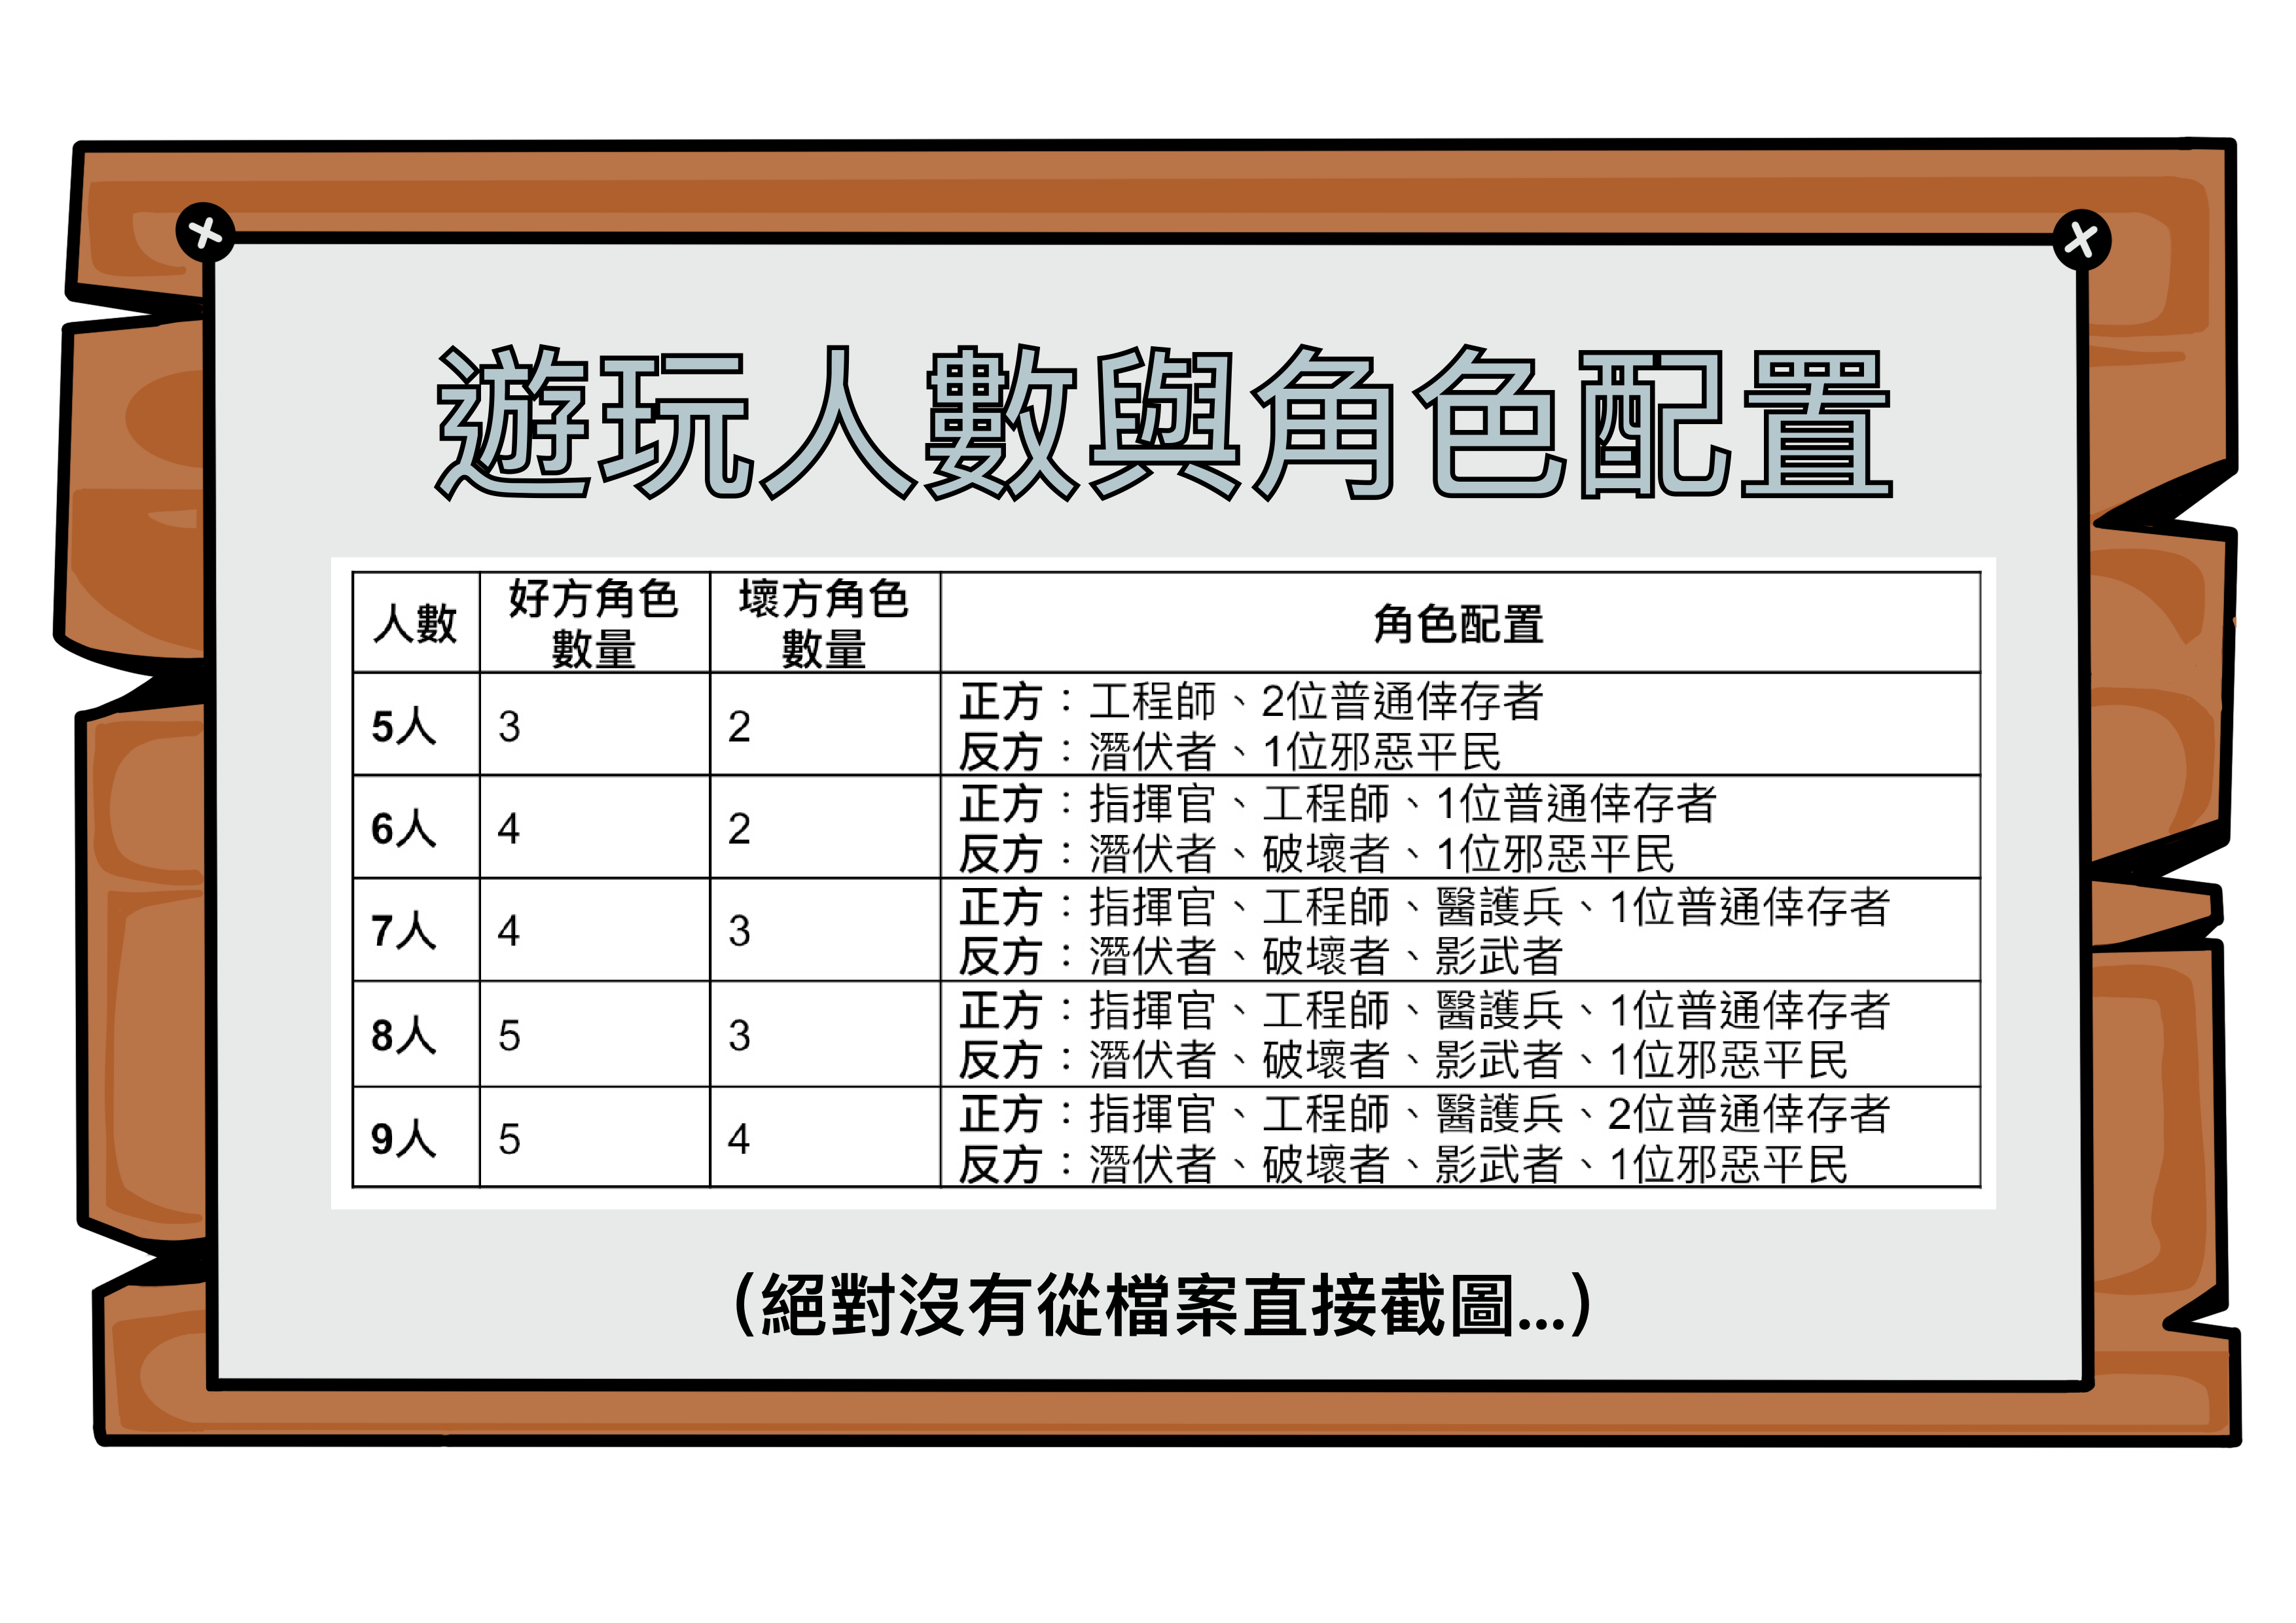 遊玩人數與角色配置
人數 好方角色數量 壞方角色數量 角色配置
5人 3 2 正方：工程師、2位普通倖存者
反方：潛伏者、1位邪惡平民
6人 4 2 正方：指揮官、工程師、1位普通倖存者
反方：潛伏者、破壞者、1位邪惡平民
7人 4 3 正方：指揮官、工程師、醫護兵、1位普通倖存者
反方：潛伏者、破壞者、影武者
8人 5 3 正方：指揮官、工程師、醫護兵、1位普通倖存者
反方：潛伏者、破壞者、影武者、1位邪惡平民
9人 5 4 正方：指揮官、工程師、醫護兵、2位普通倖存者
反方：潛伏者、破壞者、影武者、1位邪惡平民
(絕對沒有從檔案直接截圖...)